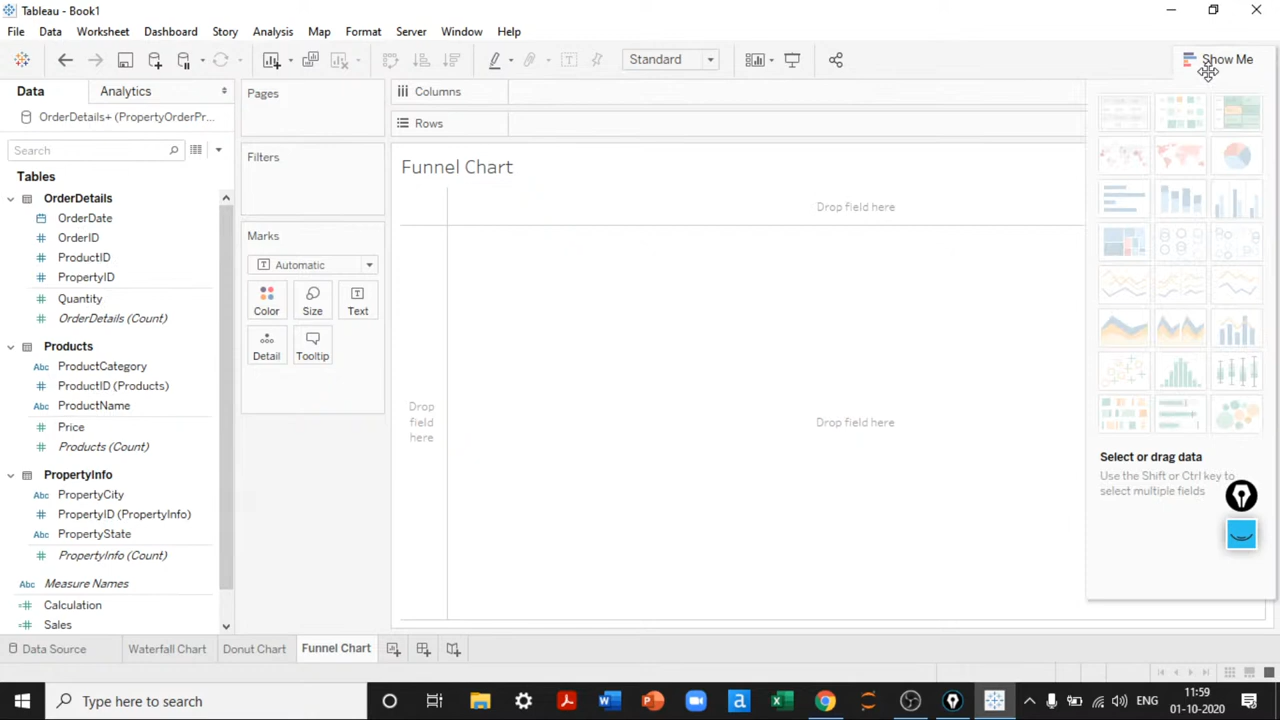 Tableau - Book1
File Data Worksheet Dashboard Story Analysis Map Format Server Window Help
Standard
Show Me
Data Analytics
OrderDetails+ (PropertyOrderPr...
Search
Tables
OrderDetails
OrderDate
OrderID
ProductID
PropertyID
Quantity
OrderDetails (Count)
Products
Abc ProductCategory
ProductID (Products)
Abc ProductName
Price
Products (Count)
PropertyInfo
Abc PropertyCity
PropertyID (PropertyInfo)
Abc PropertyState
PropertyInfo (Count)
Abc Measure Names
Calculation
Sales
Pages
Filters
Marks
T Automatic
Color Size Text
Detail Tooltip
Columns
Rows
Funnel Chart
Drop field here
Drop
field
here
Drop field here
Select or drag data
Use the Shift or Ctrl key to
select multiple fields
Data Source Waterfall Chart Donut Chart Funnel Chart
Type here to search
ENG
11:59
01-10-2020